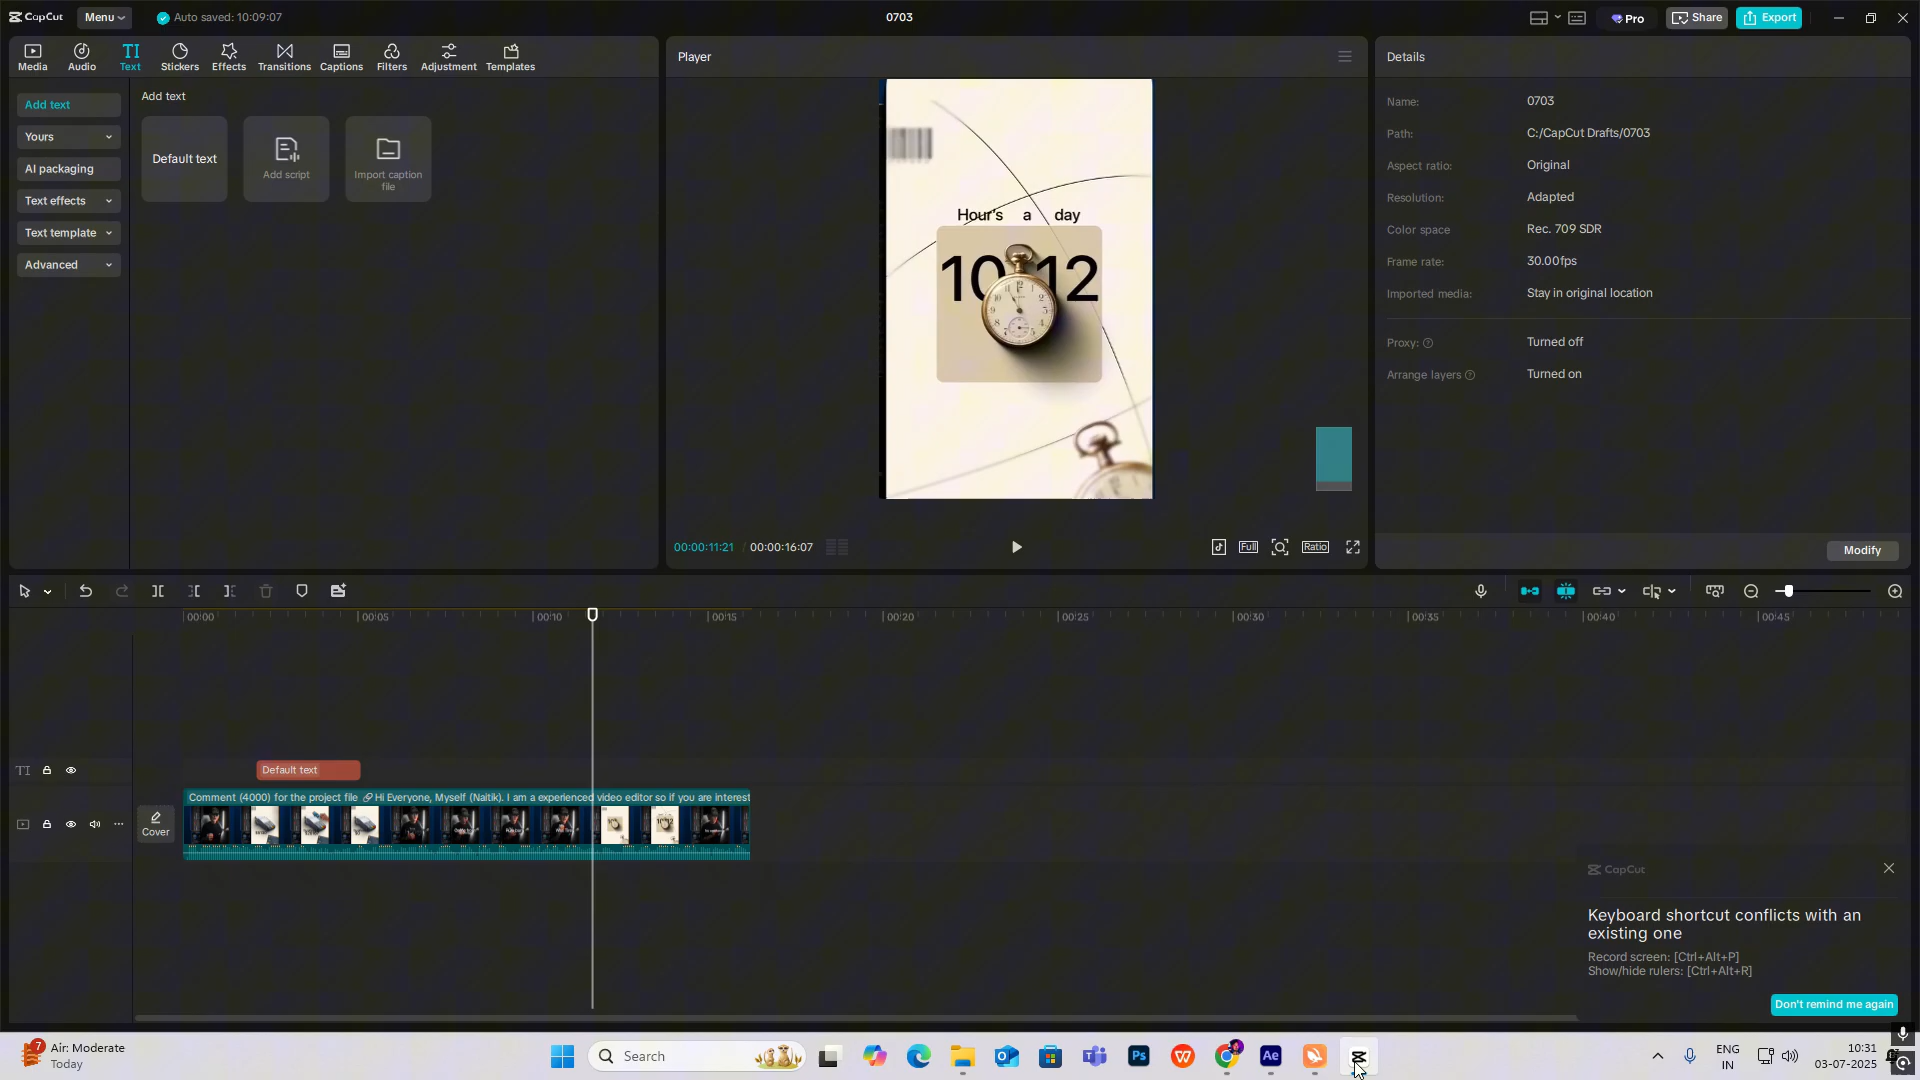 CapCut
Menu
Auto saved: 10:09:07
0703
Pro
Share
Export
Media
Audio
TI
Text
Stickers
Effects
Transitions
Captions
Filters
Adjustment
Templates
Add text
Yours
AI packaging
Text effects
Text template
Advanced
Add text
Default text
Add script
Import caption
file
Player
Hour's a day
10 12
00:00:11:21 / 00:00:16:07
Full
Ratio
Details
Name: 0703
Path: C:/CapCut Drafts/0703
Aspect ratio: Original
Resolution: Adapted
Color space Rec. 709 SDR
Frame rate: 30.00fps
Imported media: Stay in original location
Proxy: Turned off
Arrange layers Turned on
Modify
00:00 00:05 00:10 00:15 00:20 00:25 00:30 00:35 00:40 00:45
TI
Default text
Comment (4000) for the project file Hi Everyone, Myself (Naitik). I am a experienced video editor so if you are interest
Cover
CapCut
Keyboard shortcut conflicts with an
existing one
Record screen: [Ctrl+Alt+P]
Show/hide rulers: [Ctrl+Alt+R]
Don't remind me again
7
Air: Moderate
Today
Search
Ps
Ae
ENG
IN
10:31
03-07-2025